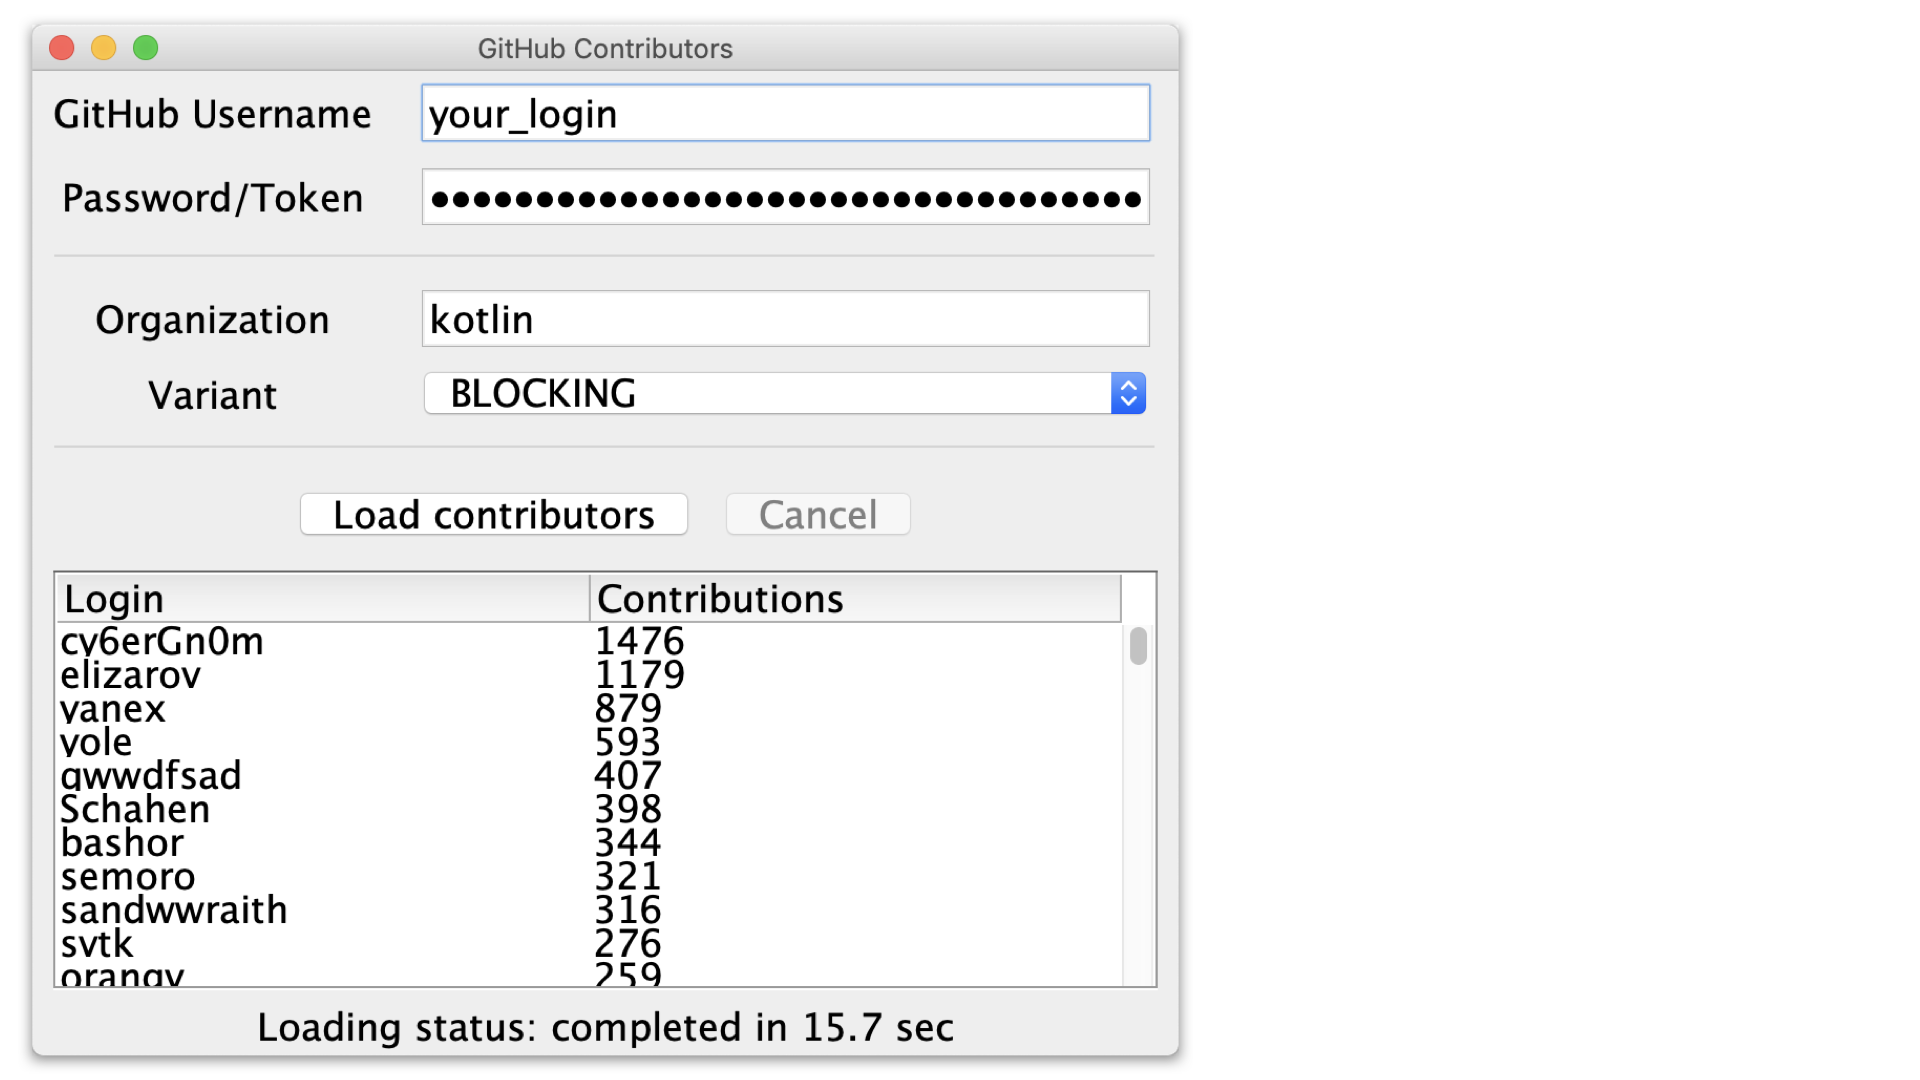 GitHub Contributors
GitHub Username your_login
Password/Token ●●●●●●●●●●●●●●●●●●●●●●●●●●●●●●●●●●
Organization kotlin
Variant BLOCKING
Load contributors Cancel
Login Contributions
cy6erGn0m 1476
elizarov 1179
yanex 879
yole 593
qwwdfsad 407
Schahen 398
bashor 344
semoro 321
sandwwraith 316
svtk 276
orangy 259
Loading status: completed in 15.7 sec